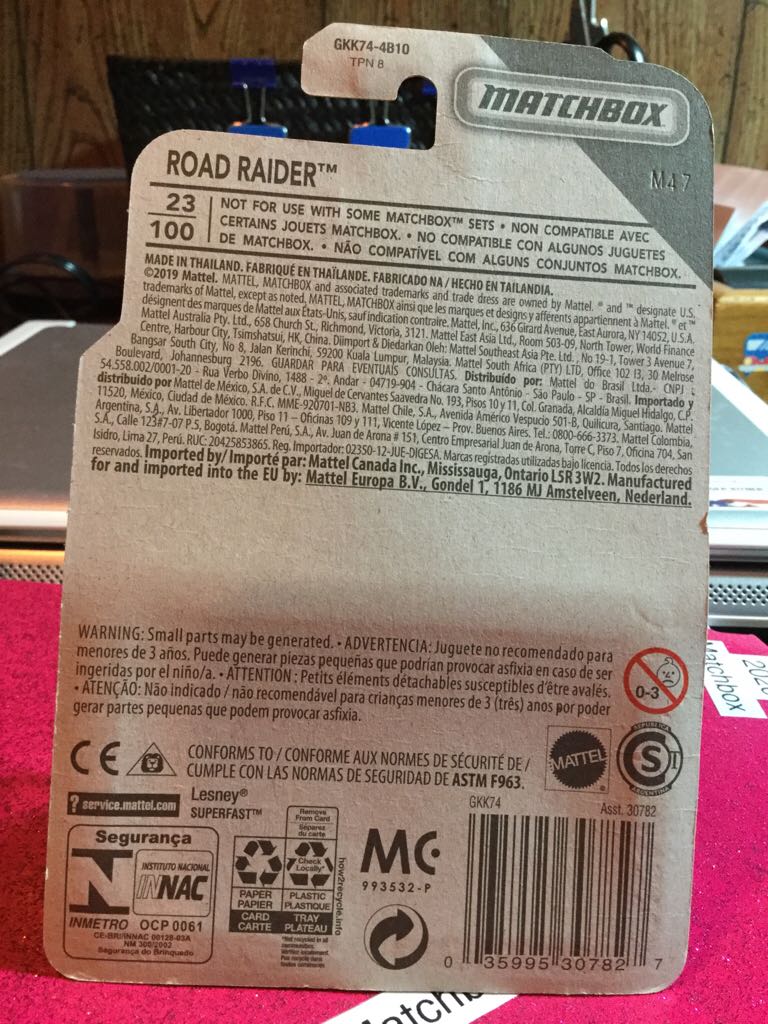 GKK74-4B10
TPN 8
MATCHBOX
M47
ROAD RAIDER™
23
100
NOT FOR USE WITH SOME MATCHBOX™ SETS • NON COMPATIBLE AVEC
CERTAINS JOUETS MATCHBOX. • NO COMPATIBLE CON ALGUNOS JUGUETES
DE MATCHBOX. • NÃO COMPATÍVEL COM ALGUNS CONJUNTOS MATCHBOX.
MADE IN THAILAND. FABRIQUÉ EN THAÏLANDE. FABRICADO NA / HECHO EN TAILANDIA.
©2019 Mattel. MATTEL, MATCHBOX and associated trademarks and trade dress are owned by Mattel. ® and ™ designate U.S.
trademarks of Mattel, except as noted. MATTEL, MATCHBOX ainsi que les marques et designs y afférents appartiennent à Mattel. ® et ™
désignent des marques de Mattel aux États-Unis, sauf indication contraire. Mattel, Inc., 636 Girard Avenue, East Aurora, NY 14052, U.S.A.
Mattel Australia Pty. Ltd., 658 Church St., Richmond, Victoria, 3121. Mattel East Asia Ltd., Room 503-09, North Tower, World Finance
Centre, Harbour City, Tsimshatsui, HK, China. Diimport & Diedarkan Oleh: Mattel Southeast Asia Pte. Ltd., No 19-1, Tower 3 Avenue 7,
Bangsar South City, No 8, Jalan Kerinchi, 59200 Kuala Lumpur, Malaysia. Mattel South Africa (PTY) LTD, Office 102 I3, 30 Melrose
Boulevard, Johannesburg 2196. GUARDAR PARA EVENTUAIS CONSULTAS. Distribuído por: Mattel do Brasil Ltda.- CNPJ :
54.558.002/0001-20 - Rua Verbo Divino, 1488 - 2º. Andar - 04719-904 - Chácara Santo Antônio - São Paulo - SP - Brasil. Importado y
distribuido por Mattel de México, S.A. de C.V., Miguel de Cervantes Saavedra No. 193, Pisos 10 y 11, Col. Granada, Alcaldía Miguel Hidalgo, C.P.
11520, México, Ciudad de México. R.F.C. MME-920701-NB3. Mattel Chile, S.A., Avenida Américo Vespucio 501-B, Quilicura, Santiago. Mattel
Argentina, S.A., Av. Libertador 1000, Piso 11 – Oficinas 109 y 111, Vicente López – Prov. Buenos Aires. Tel.: 0800-666-3373. Mattel Colombia,
S.A., Calle 123#7-07 P.5, Bogotá. Mattel Perú, S.A., Av. Juan de Arona # 151, Centro Empresarial Juan de Arona, Torre C, Piso 7, Oficina 704, San
Isidro, Lima 27, Perú. RUC: 20425853865. Reg. Importador: 02350-12-JUE-DIGESA. Marcas registradas utilizadas bajo licencia. Todos los derechos
reservados. Imported by / Importé par: Mattel Canada Inc., Mississauga, Ontario L5R 3W2. Manufactured
for and imported into the EU by: Mattel Europa B.V., Gondel 1, 1186 MJ Amstelveen, Nederland.
WARNING: Small parts may be generated. • ADVERTENCIA: Juguete no recomendado para
menores de 3 años. Puede generar piezas pequeñas que podrían provocar asfixia en caso de ser
ingeridas por el niño/a. • ATTENTION : Petits éléments détachables susceptibles d'être avalés.
• ATENÇÃO: Não indicado / não recomendável para crianças menores de 3 (três) anos por poder
gerar partes pequenas que podem provocar asfixia.
0-3
CE
CONFORMS TO / CONFORME AUX NORMES DE SÉCURITÉ DE /
CUMPLE CON LAS NORMAS DE SEGURIDAD DE ASTM F963.
MATTEL
REPUBLICA
S
ARGENTINA
? service.mattel.com
Lesney®
SUPERFAST™
GKK74
Asst. 30782
Segurança
INSTITUTO NACIONAL
INNAC
INMETRO
OCP 0061
CE-BRI/INNAC 00128-03A
NM 300/2002
Segurança do Brinquedo
Remove
From Card
Séparez
du carte
Check
Locally*
PAPER
PAPIER
PLASTIC
PLASTIQUE
CARD
CARTE
TRAY
PLATEAU
*Not recycled in all
communities.
how2recycle.info
MC
993532-P
0 35995 30782 7
Matchbox
2020